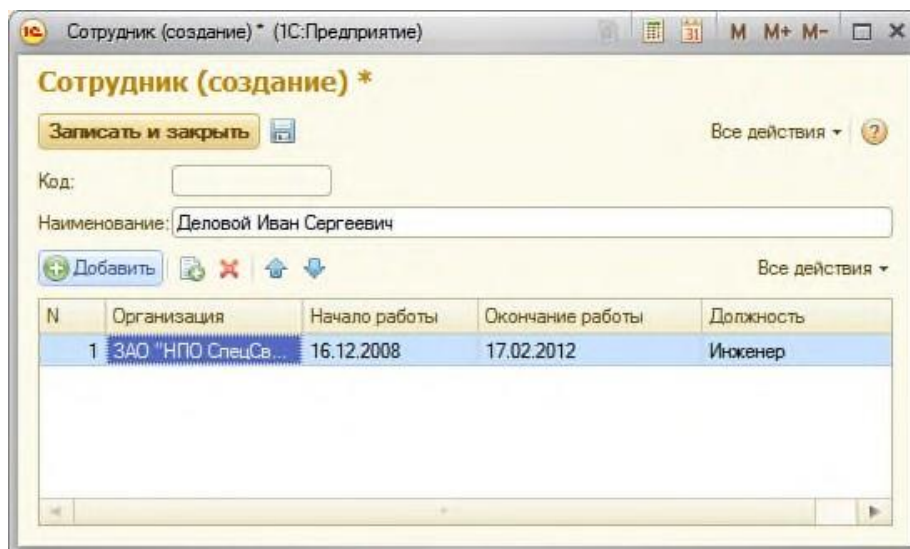 Сотрудник (создание) * (1С:Предприятие)
31 M M+ M-
Сотрудник (создание) *
Записать и закрыть
Все действия
Код:
Наименование: Деловой Иван Сергеевич
Добавить
Все действия
N Организация Начало работы Окончание работы Должность
1 ЗАО "НПО СпецСв... 16.12.2008 17.02.2012 Инженер